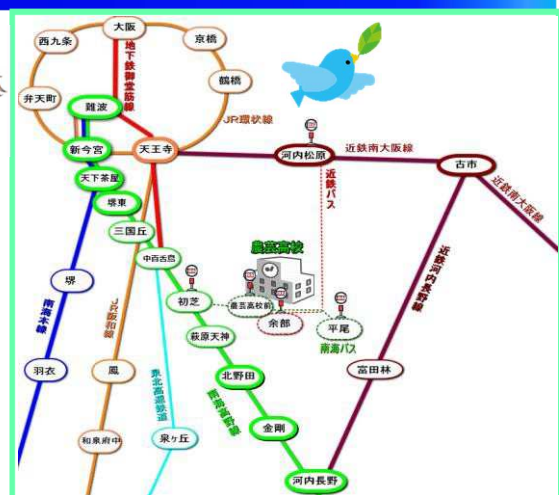 大阪
西九条
京橋
地下鉄御堂筋線
鶴橋
弁天町
難波
JR環状線
新今宮
天王寺
河内松原
近鉄南大阪線
古市
天下茶屋
近鉄バス
近鉄南大阪線
堺東
三国丘
農芸高校
中百舌鳥
近鉄河内長野線
堺
初芝
農芸高校前
余部
平尾
南海バス
南海本線
JR阪和線
萩原天神
羽衣
鳳
泉北高速鉄道
北野田
南海高野線
富田林
金剛
和泉府中
泉ヶ丘
河内長野